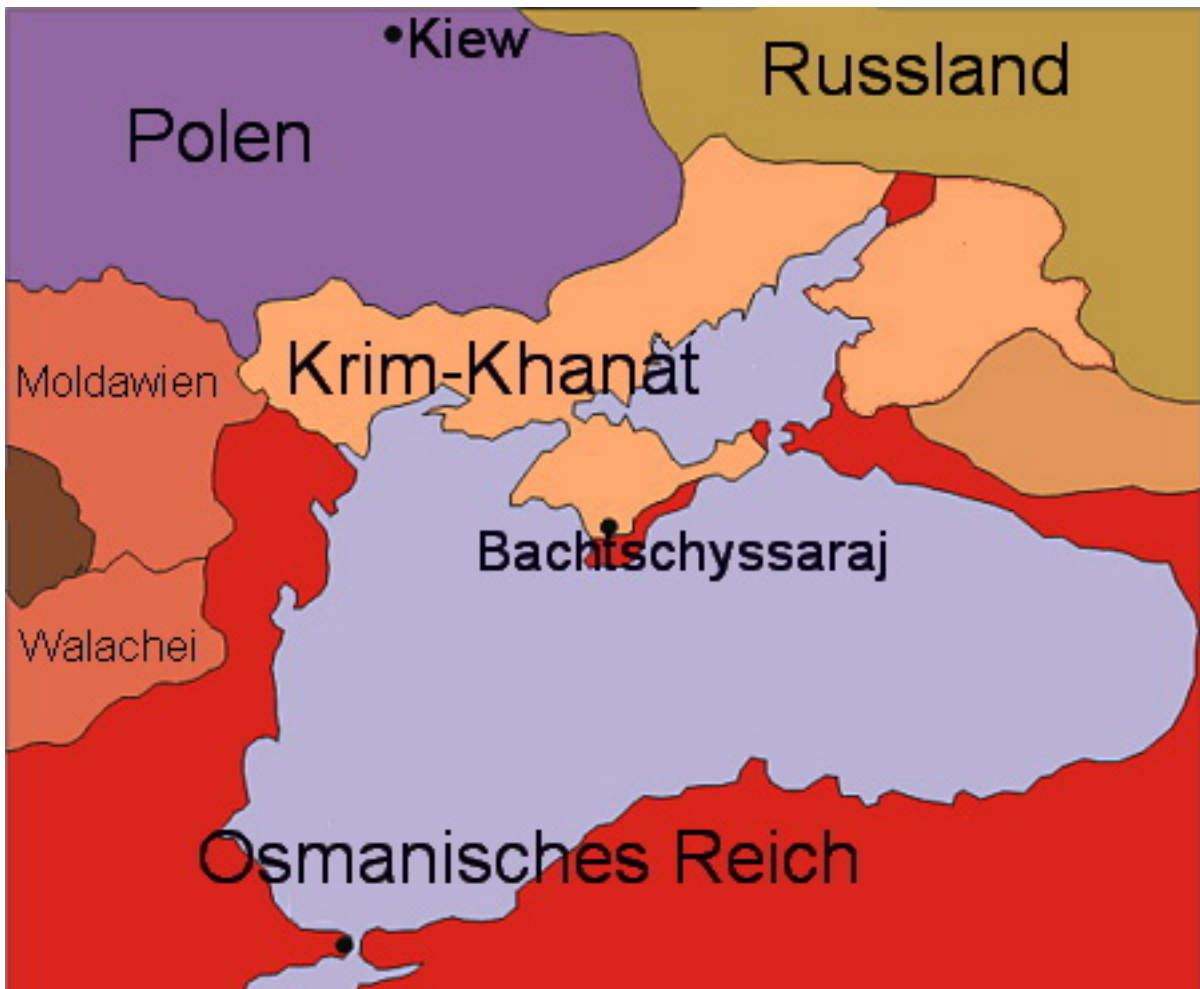 Kiew
Russland
Polen
Krim-Khanat
Moldawien
Bachtschyssaraj
Walachei
Osmanisches Reich